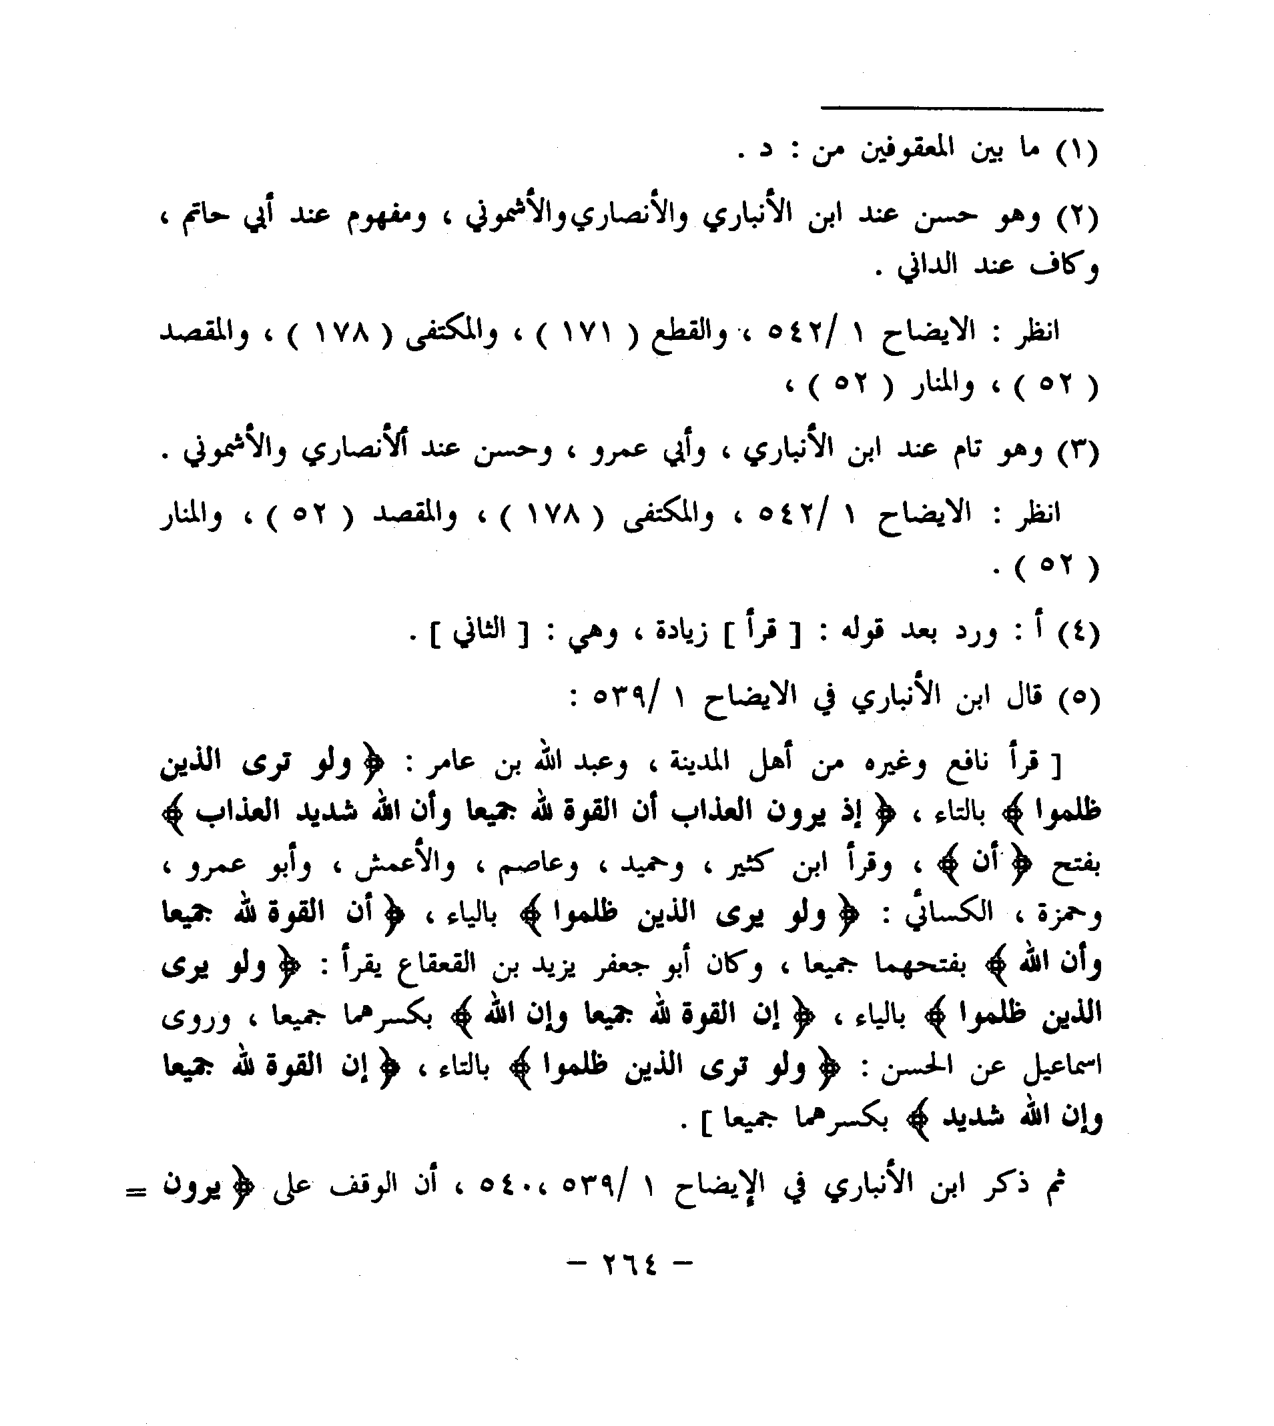 (١) ما بين المعقوفين من : د .
(٢) وهو حسن عند ابن الأنباري والأنصاري والأشموني ، ومفهوم عند أبي حاتم ،
وكاف عند الداني .
انظر : الايضاح ١ /٥٤٢ ، والقطع ( ١٧١ ) ، والمكتفى ( ١٧٨ ) ، والمقصد
( ٥٢ ) ، والمنار ( ٥٢ ) ،
(٣) وهو تام عند ابن الأنباري ، وأبي عمرو ، وحسن عند ألأنصاري والأشموني .
انظر : الايضاح ١ /٥٤٢ ، والمكتفى ( ١٧٨ ) ، والمقصد ( ٥٢ ) ، والمنار
( ٥٢ ) .
(٤) أ : ورد بعد قوله : [ قرأ ] زيادة ، وهي : [ الثاني ] .
(٥) قال ابن الأنباري في الايضاح ١ /٥٣٩ :
[ قرأ نافع وغيره من أهل المدينة ، وعبد الله بن عامر : ﴿ ولو ترى الذين
ظلموا ﴾ بالتاء ، ﴿ إذ يرون العذاب أن القوة لله جميعا وأن الله شديد العذاب ﴾
بفتح ﴿ أن ﴾ ، وقرأ ابن كثير ، وحميد ، وعاصم ، والأعمش ، وأبو عمرو ،
وحمزة ، الكسائي : ﴿ ولو يرى الذين ظلموا ﴾ بالياء ، ﴿ أن القوة لله جميعا
وأن الله ﴾ بفتحهما جميعا ، وكان أبو جعفر يزيد بن القعقاع يقرأ : ﴿ ولو يرى
الذين ظلموا ﴾ بالياء ، ﴿ إن القوة لله جميعا وإن الله ﴾ بكسرهما جميعا ، وروى
اسماعيل عن الحسن : ﴿ ولو ترى الذين ظلموا ﴾ بالتاء ، ﴿ إن القوة لله جميعا
وإن الله شديد ﴾ بكسرهما جميعا ] .
ثم ذكر ابن الأنباري في الإيضاح ١ /٥٣٩ ،٥٤٠ ، أن الوقف على ﴿ يرون =
– ٢٦٤ –